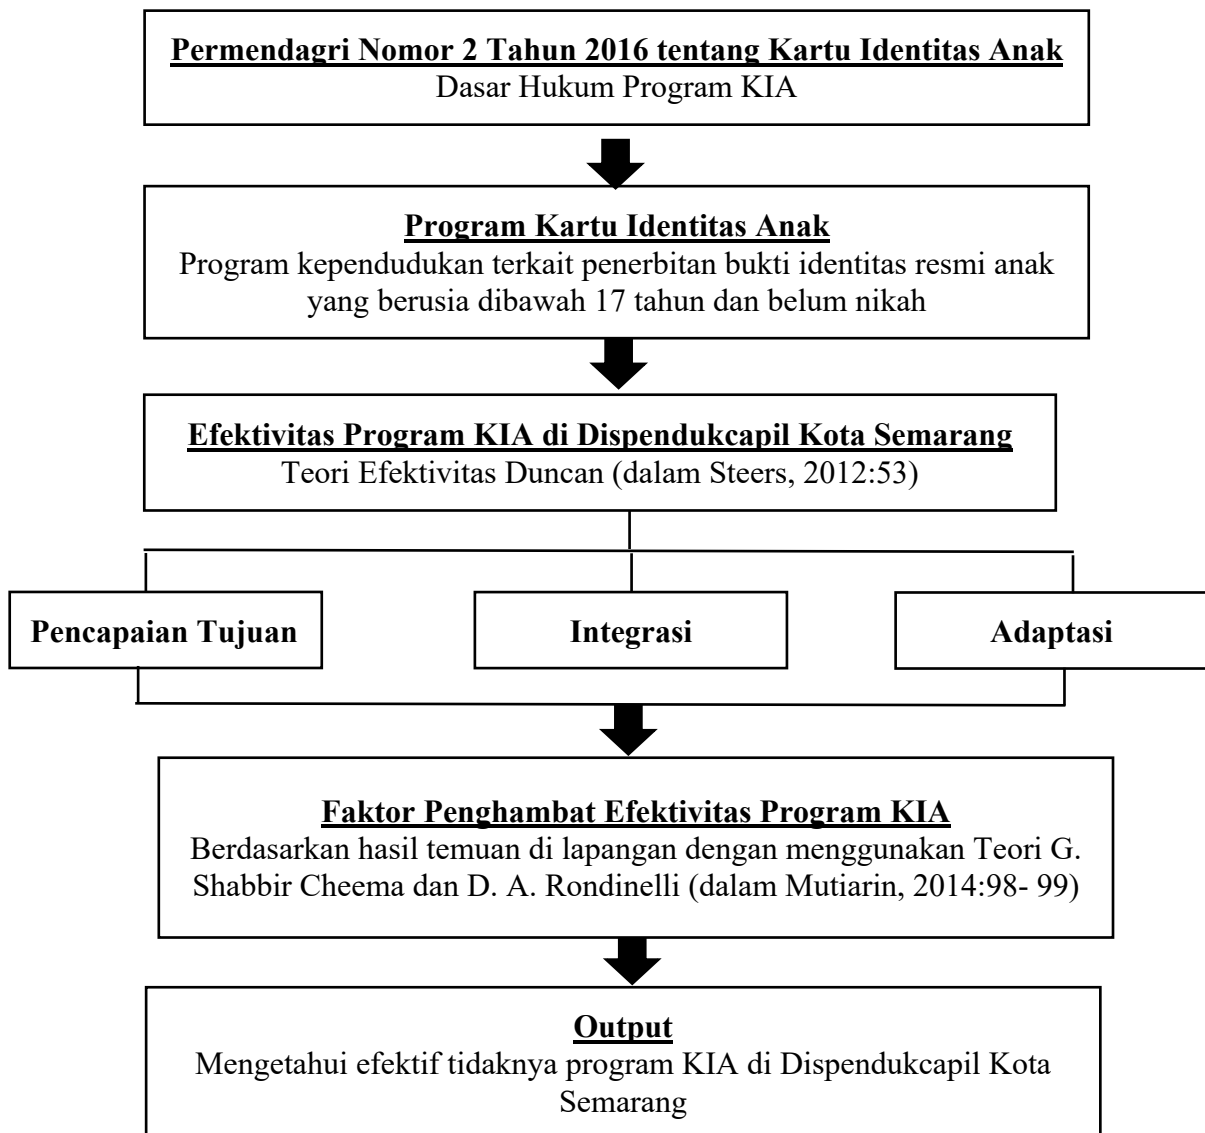 Permendagri Nomor 2 Tahun 2016 tentang Kartu Identitas Anak
Dasar Hukum Program KIA
Program Kartu Identitas Anak
Program kependudukan terkait penerbitan bukti identitas resmi anak
yang berusia dibawah 17 tahun dan belum nikah
Efektivitas Program KIA di Dispendukcapil Kota Semarang
Teori Efektivitas Duncan (dalam Steers, 2012:53)
Pencapaian Tujuan
Integrasi
Adaptasi
Faktor Penghambat Efektivitas Program KIA
Berdasarkan hasil temuan di lapangan dengan menggunakan Teori G.
Shabbir Cheema dan D. A. Rondinelli (dalam Mutiarin, 2014:98- 99)
Output
Mengetahui efektif tidaknya program KIA di Dispendukcapil Kota
Semarang